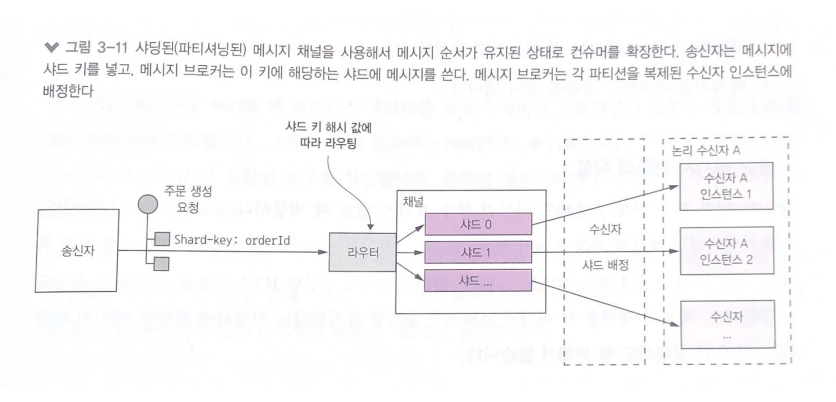 그림 3-11 샤딩된(파티셔닝된) 메시지 채널을 사용해서 메시지 순서가 유지된 상태로 컨슈머를 확장한다. 송신자는 메시지에
샤드 키를 넣고, 메시지 브로커는 이 키에 해당하는 샤드에 메시지를 쓴다. 메시지 브로커는 각 파티션을 복제된 수신자 인스턴스에
배정한다
샤드 키 해시 값에
따라 라우팅
주문 생성
요청
송신자
Shard-key: orderId
라우터
채널
샤드 0
샤드 1
샤드 ...
수신자
샤드 배정
논리 수신자 A
수신자 A
인스턴스 1
수신자 A
인스턴스 2
수신자
...